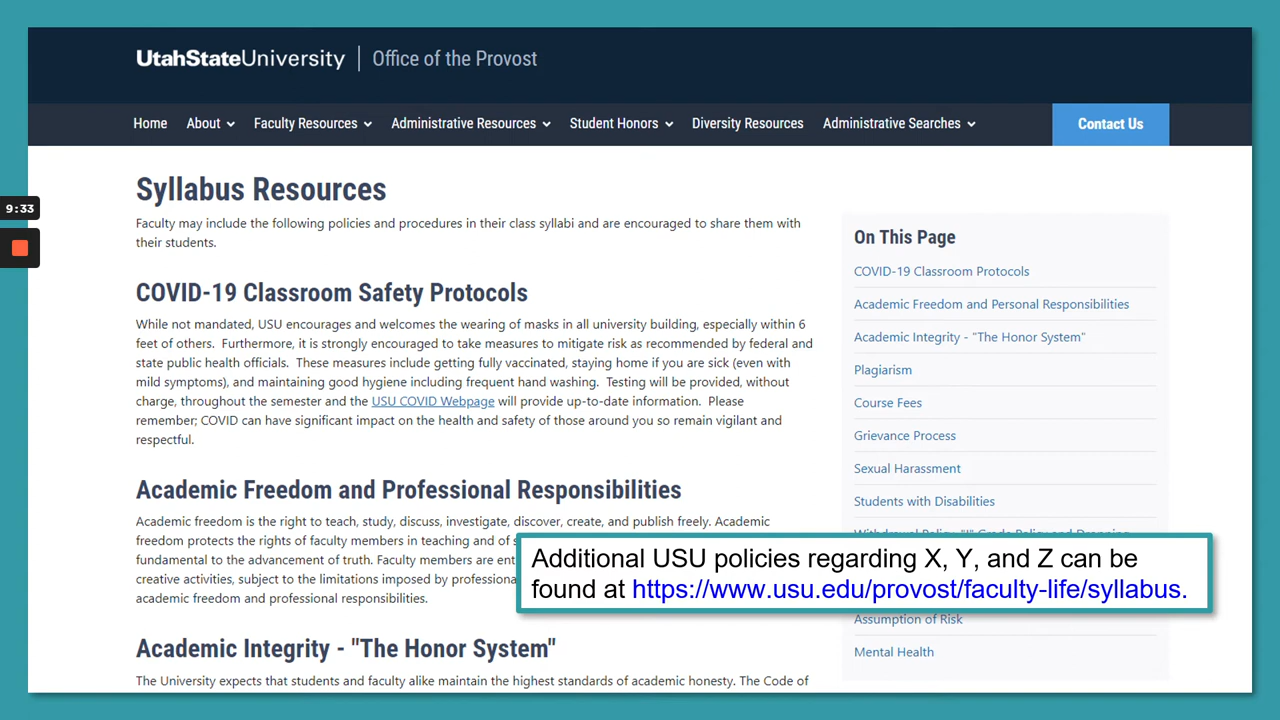 UtahStateUniversity | Office of the Provost
Home About Faculty Resources Administrative Resources Student Honors Diversity Resources Administrative Searches Contact Us
9:33
Syllabus Resources
Faculty may include the following policies and procedures in their class syllabi and are encouraged to share them with
their students.
COVID-19 Classroom Safety Protocols
While not mandated, USU encourages and welcomes the wearing of masks in all university building, especially within 6
feet of others. Furthermore, it is strongly encouraged to take measures to mitigate risk as recommended by federal and
state public health officials. These measures include getting fully vaccinated, staying home if you are sick (even with
mild symptoms), and maintaining good hygiene including frequent hand washing. Testing will be provided, without
charge, throughout the semester and the USU COVID Webpage will provide up-to-date information. Please
remember; COVID can have significant impact on the health and safety of those around you so remain vigilant and
respectful.
Academic Freedom and Professional Responsibilities
Academic freedom is the right to teach, study, discuss, investigate, discover, create, and publish freely. Academic
freedom protects the rights of faculty members in teaching and of
fundamental to the advancement of truth. Faculty members are
creative activities, subject to the limitations imposed by
academic freedom and professional responsibilities.
Academic Integrity - "The Honor System"
The University expects that students and faculty alike maintain the highest standards of academic honesty. The Code of
On This Page
COVID-19 Classroom Protocols
Academic Freedom and Personal Responsibilities
Academic Integrity - "The Honor System"
Plagiarism
Course Fees
Grievance Process
Sexual Harassment
Students with Disabilities
Additional USU policies regarding X, Y, and Z can be
found at https://www.usu.edu/provost/faculty-life/syllabus.
Assumption of Risk
Mental Health